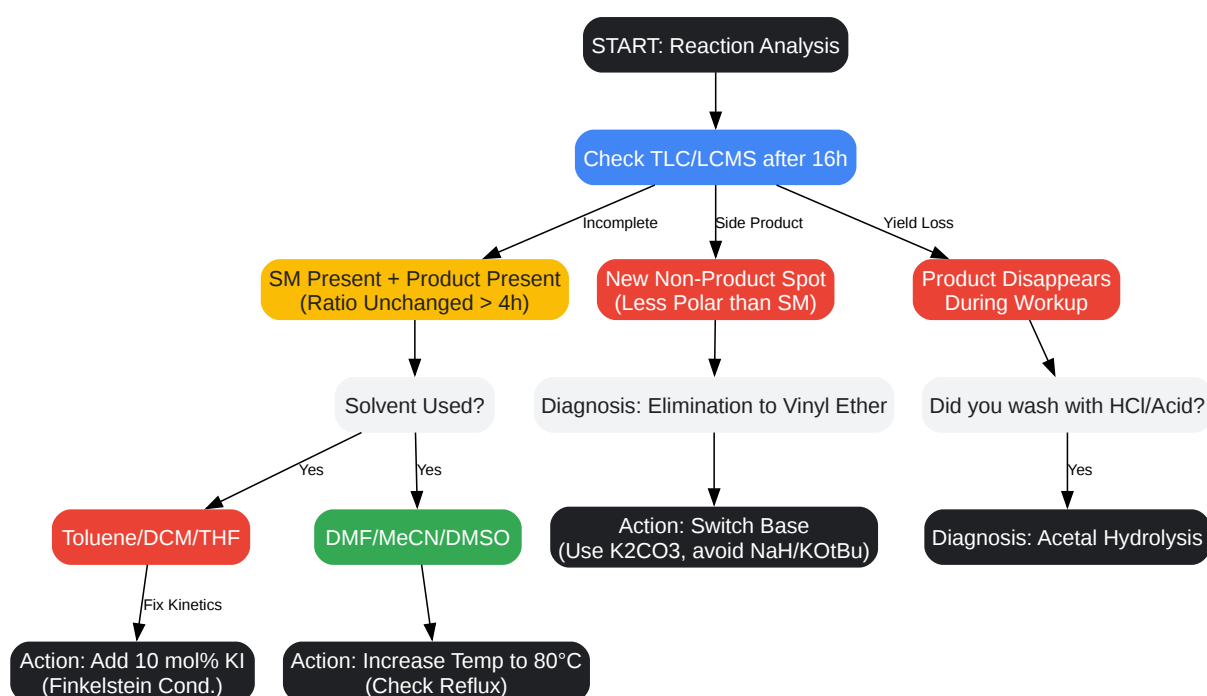 START: Reaction Analysis
Check TLC/LCMS after 16h
Incomplete
Side Product
Yield Loss
SM Present + Product Present
(Ratio Unchanged > 4h)
New Non-Product Spot
(Less Polar than SM)
Product Disappears
During Workup
Solvent Used?
Diagnosis: Elimination to Vinyl Ether
Did you wash with HCl/Acid?
Yes
Yes
Yes
Toluene/DCM/THF
DMF/MeCN/DMSO
Action: Switch Base
(Use K2CO3, avoid NaH/KOtBu)
Diagnosis: Acetal Hydrolysis
Fix Kinetics
Action: Add 10 mol% KI
(Finkelstein Cond.)
Action: Increase Temp to 80°C
(Check Reflux)